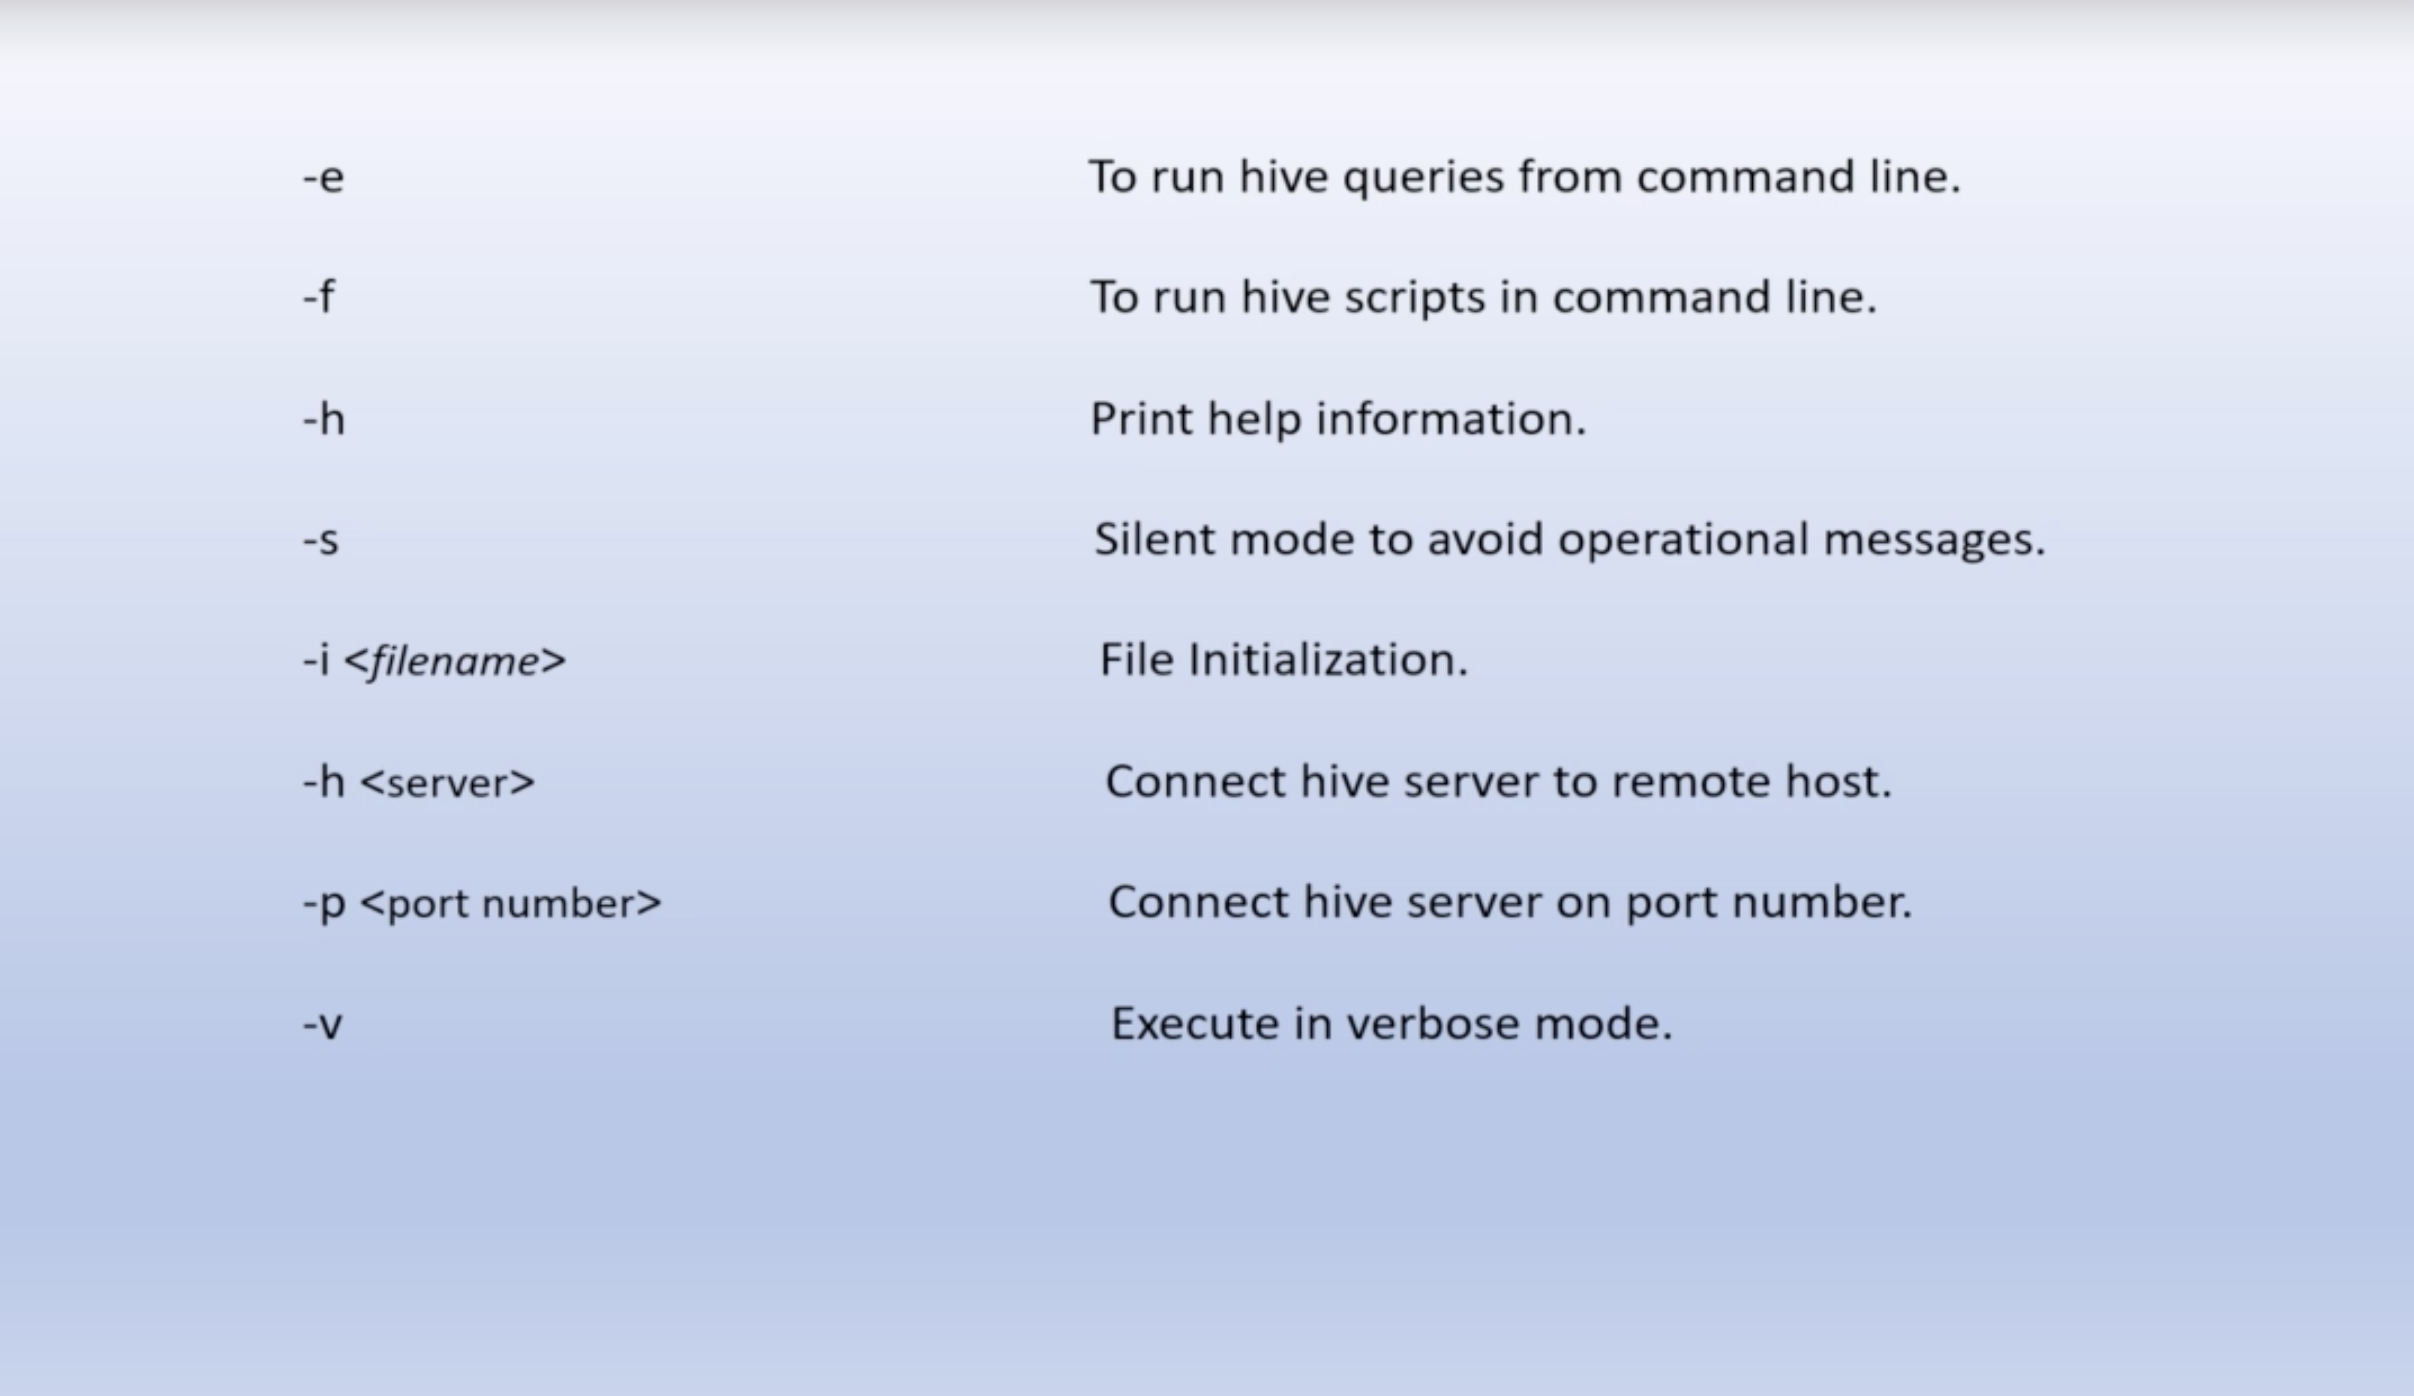 -e To run hive queries from command line.
-f To run hive scripts in command line.
-h Print help information.
-s Silent mode to avoid operational messages.
-i <filename> File Initialization.
-h <server> Connect hive server to remote host.
-p <port number> Connect hive server on port number.
-v Execute in verbose mode.